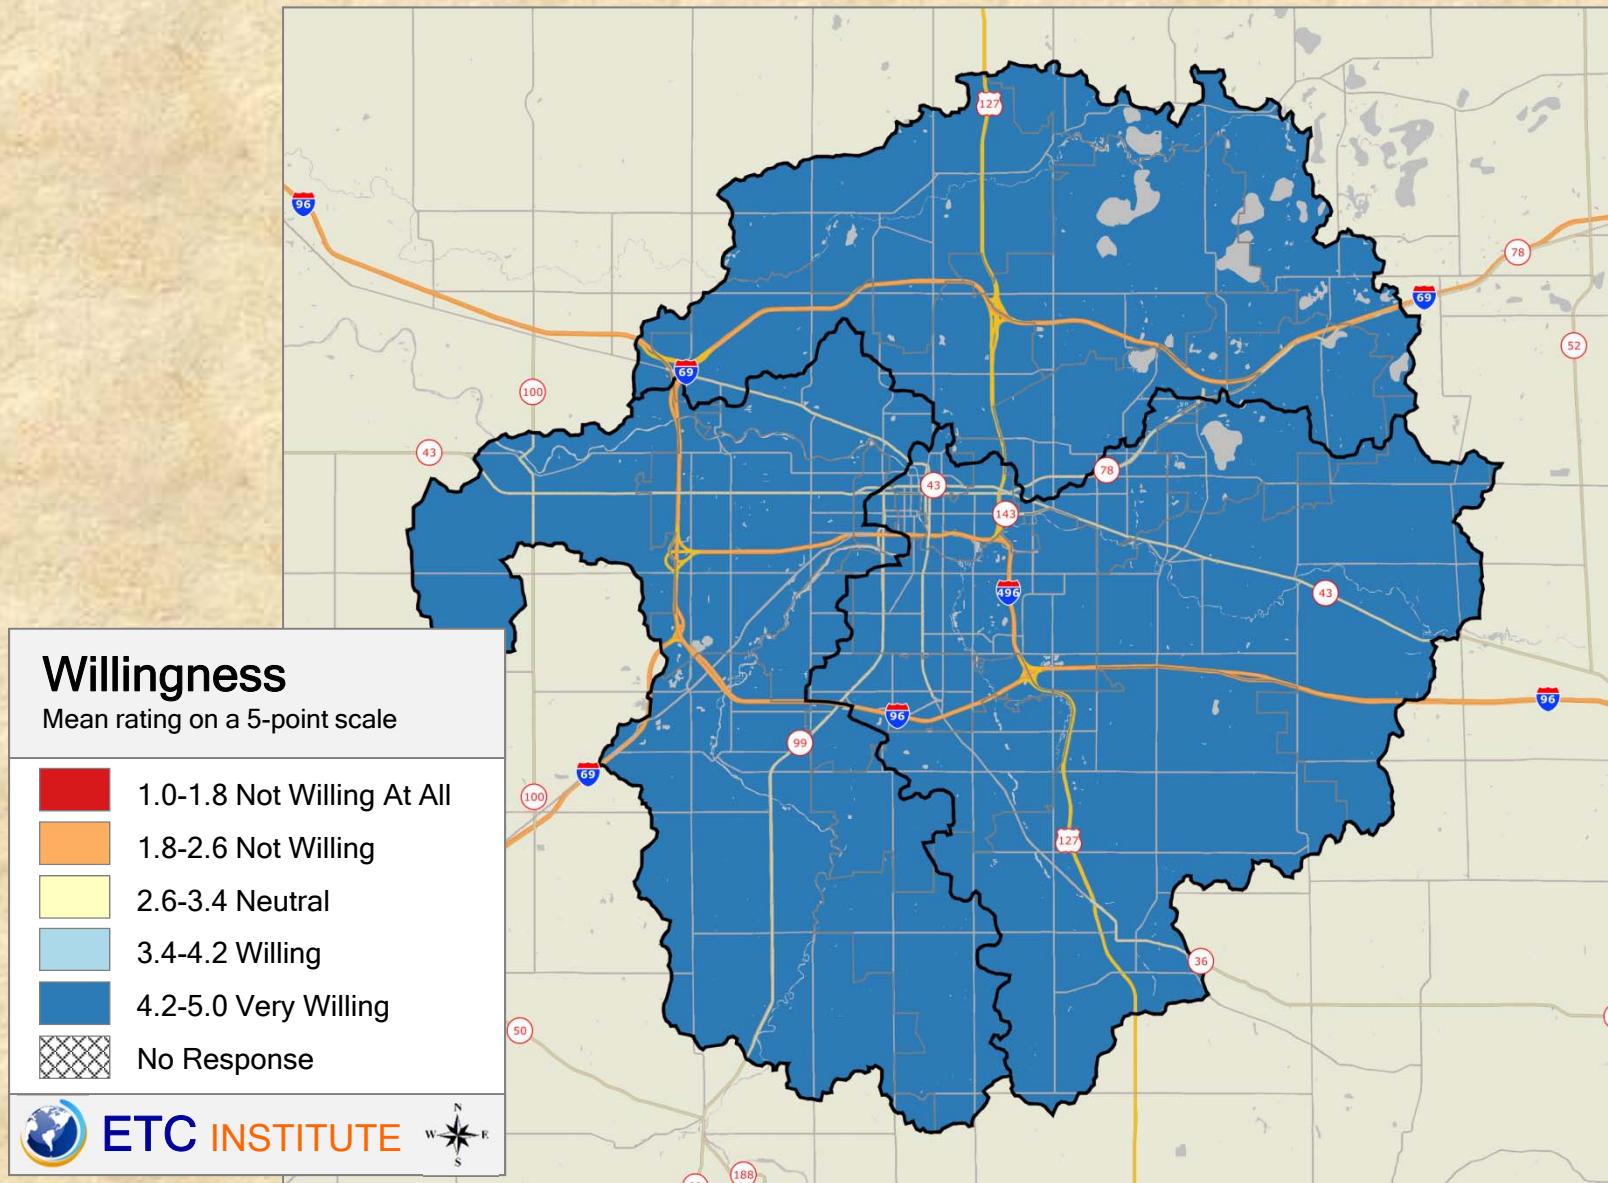 127
96
78
69
52
69
100
43
78
43
143
496
43
96
96
99
69
100
127
36
50
188
Willingness
Mean rating on a 5-point scale
1.0-1.8 Not Willing At All
1.8-2.6 Not Willing
2.6-3.4 Neutral
3.4-4.2 Willing
4.2-5.0 Very Willing
No Response
ETC INSTITUTE
N
W E
S